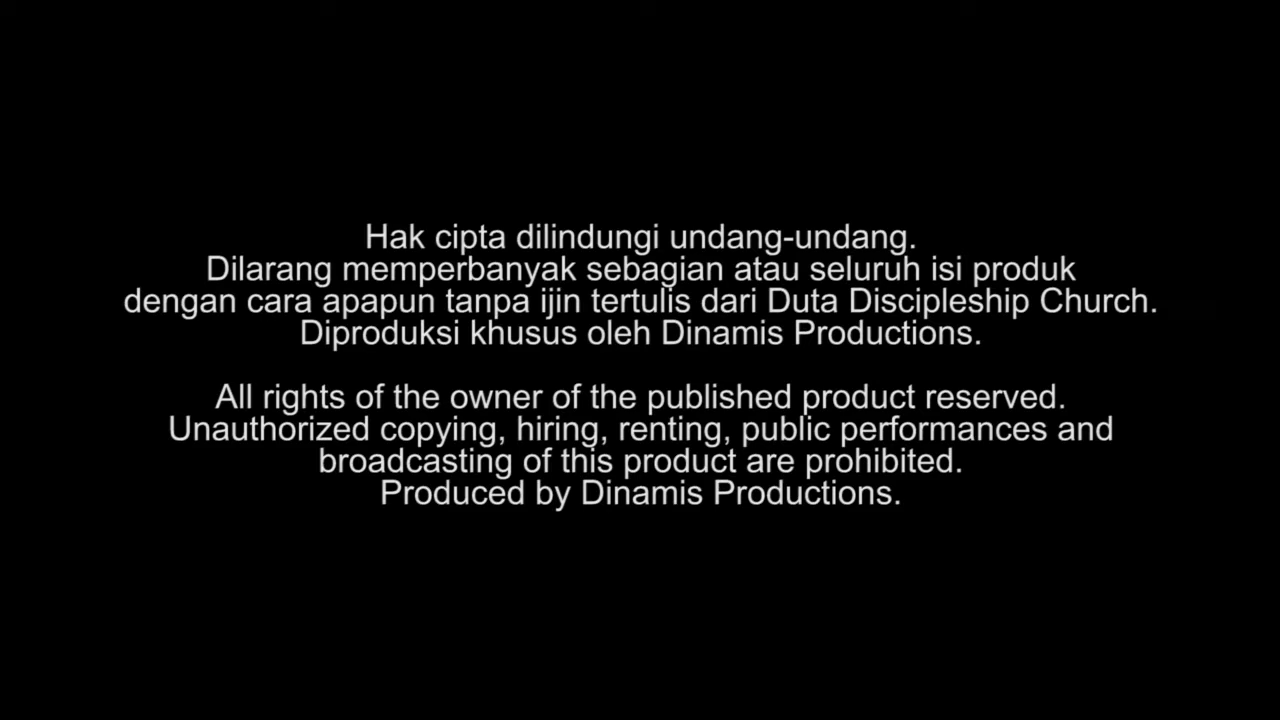 Hak cipta dilindungi undang-undang.
Dilarang memperbanyak sebagian atau seluruh isi produk
dengan cara apapun tanpa ijin tertulis dari Duta Discipleship Church.
Diproduksi khusus oleh Dinamis Productions.
All rights of the owner of the published product reserved.
Unauthorized copying, hiring, renting, public performances and
broadcasting of this product are prohibited.
Produced by Dinamis Productions.